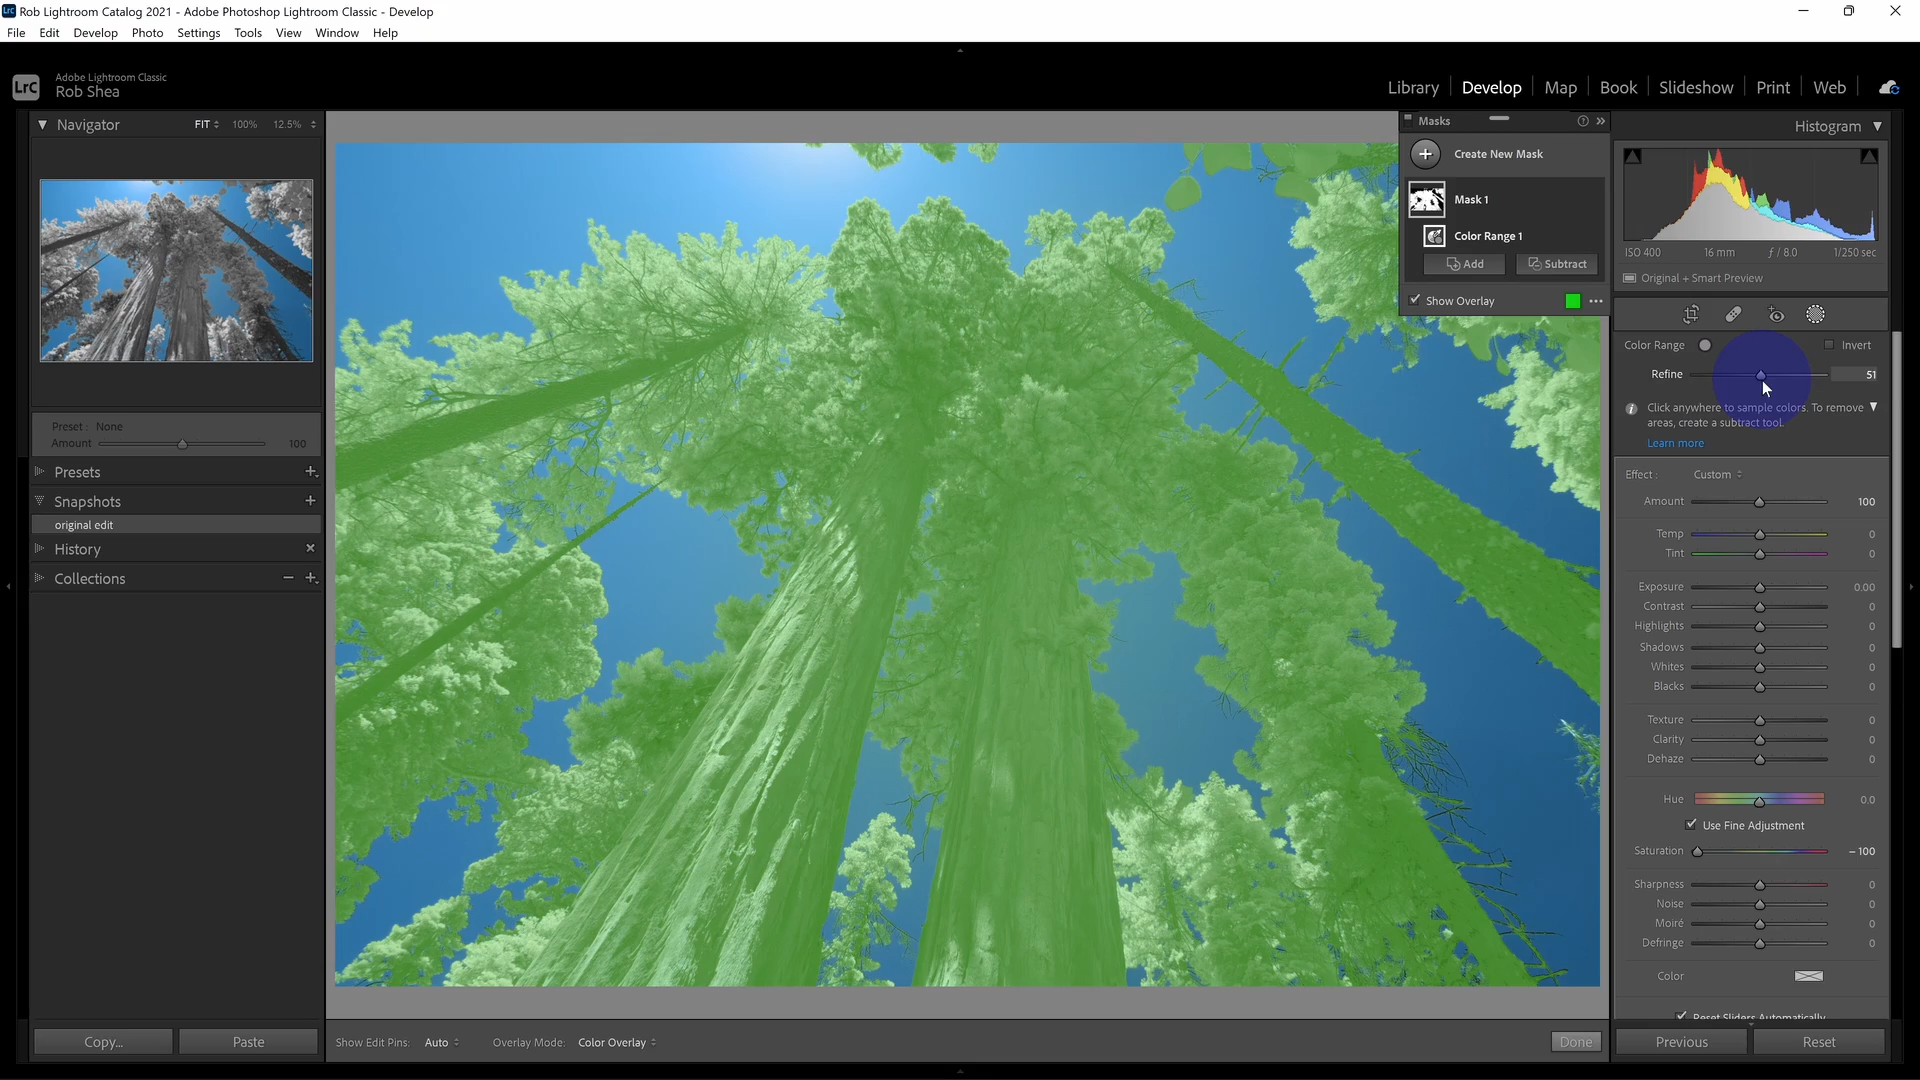 Rob Lightroom Catalog 2021 - Adobe Photoshop Lightroom Classic - Develop
File Edit Develop Photo Settings Tools View Window Help
LrC
Adobe Lightroom Classic
Rob Shea
Library Develop Map Book Slideshow Print Web
Navigator FIT 100% 12.5%
Preset: None
Amount 100
Presets
Snapshots
original edit
History
Collections
Copy... Paste
Masks
Create New Mask
Mask 1
Color Range 1
Add Subtract
Show Overlay
Show Edit Pins: Auto Overlay Mode: Color Overlay Done
Histogram
ISO 400 16 mm ƒ / 8.0 1/250 sec
Original + Smart Preview
Color Range Invert
Refine 51
Click anywhere to sample colors. To remove
areas, create a subtract tool.
Learn more
Effect : Custom
Amount 100
Temp 0
Tint 0
Exposure 0.00
Contrast 0
Highlights 0
Shadows 0
Whites 0
Blacks 0
Texture 0
Clarity 0
Dehaze 0
Hue 0.0
Use Fine Adjustment
Saturation – 100
Sharpness 0
Noise 0
Moiré 0
Defringe 0
Color
Reset Sliders Automatically
Previous Reset